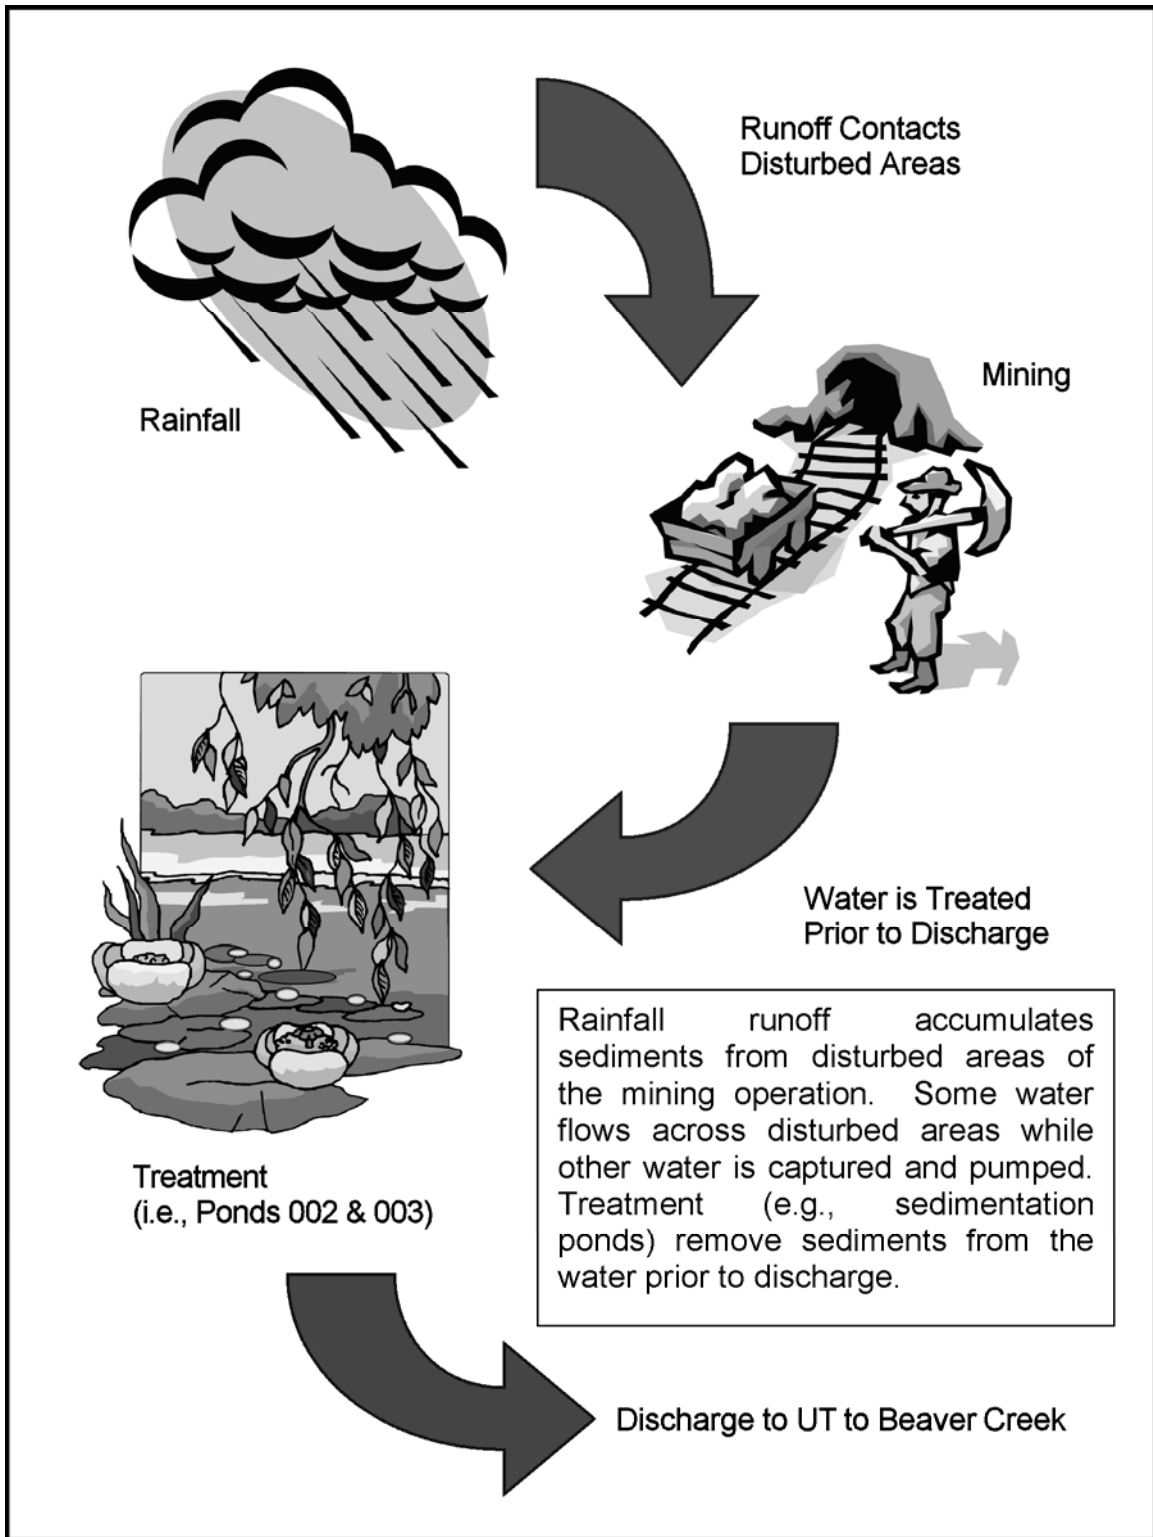 Runoff Contacts
Disturbed Areas
Rainfall
Mining
Water is Treated
Prior to Discharge
Rainfall runoff accumulates
sediments from disturbed areas of
the mining operation. Some water
flows across disturbed areas while
other water is captured and pumped.
Treatment (e.g., sedimentation
ponds) remove sediments from the
water prior to discharge.
Treatment
(i.e., Ponds 002 & 003)
Discharge to UT to Beaver Creek